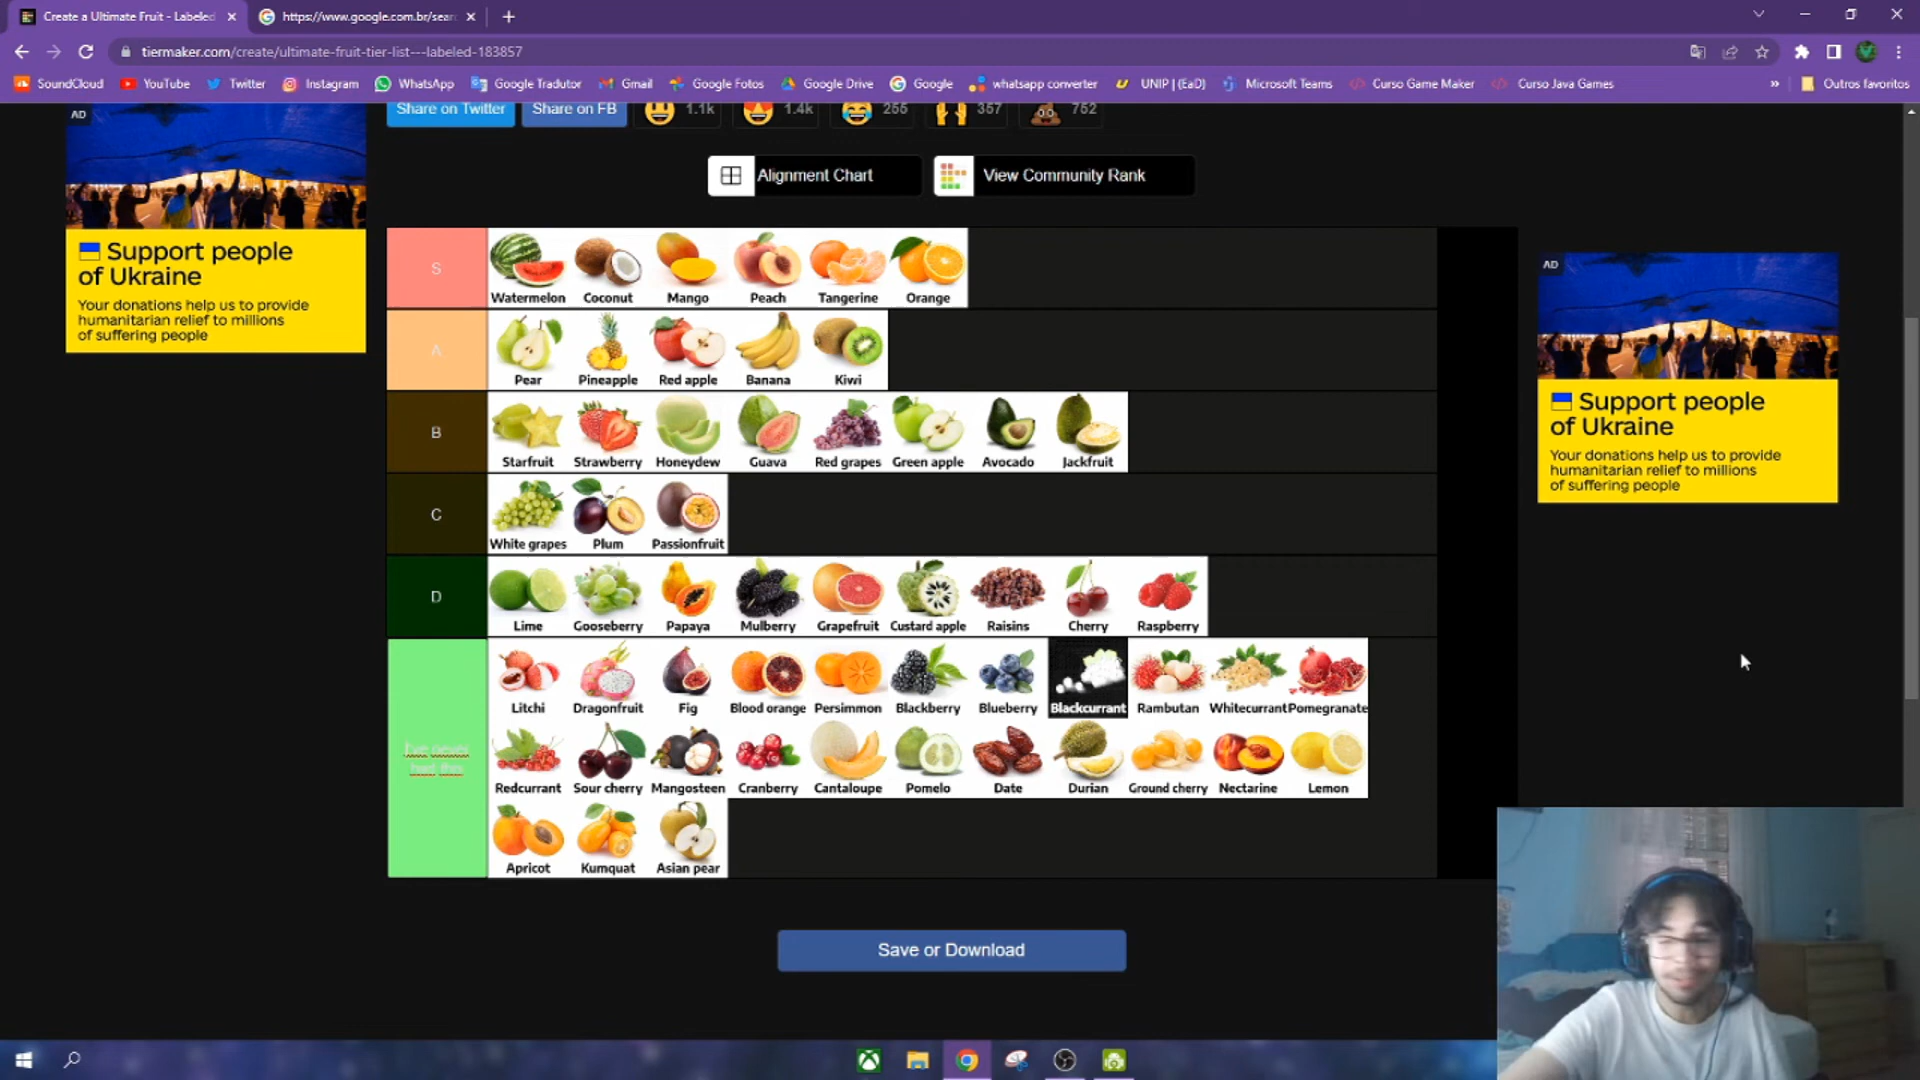 Create a Ultimate Fruit - Labeled
https://www.google.com.br/sear
tiermaker.com/create/ultimate-fruit-tier-list---labeled-183857
SoundCloud YouTube Twitter Instagram WhatsApp Google Tradutor Gmail Google Fotos Google Drive Google whatsapp converter UNIP | (EaD) Microsoft Teams Curso Game Maker Curso Java Games » Outros favoritos
Share on Twitter Share on FB 1.1k 1.4k 255 357 752
Alignment Chart View Community Rank
AD
Support people
of Ukraine
Your donations help us to provide
humanitarian relief to millions
of suffering people
S
Watermelon Coconut Mango Peach Tangerine Orange
A
Pear Pineapple Red apple Banana Kiwi
B
Starfruit Strawberry Honeydew Guava Red grapes Green apple Avocado Jackfruit
C
White grapes Plum Passionfruit
D
Lime Gooseberry Papaya Mulberry Grapefruit Custard apple Raisins Cherry Raspberry
I've never
Litchi Dragonfruit Fig Blood orange Persimmon Blackberry Blueberry Blackcurrant Rambutan Whitecurrant Pomegranate
Redcurrant Sour cherry Mangosteen Cranberry Cantaloupe Pomelo Date Durian Ground cherry Nectarine Lemon
Apricot Kumquat Asian pear
AD
Support people
of Ukraine
Your donations help us to provide
humanitarian relief to millions
of suffering people
Save or Download